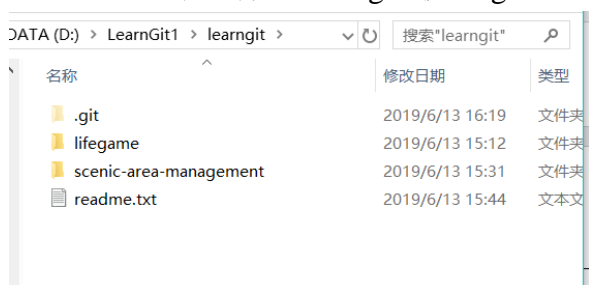 DATA (D:) > LearnGit1 > learngit > 搜索"learngit"
名称 修改日期 类型
.git 2019/6/13 16:19 文件夹
lifegame 2019/6/13 15:12 文件夹
scenic-area-management 2019/6/13 15:31 文件夹
readme.txt 2019/6/13 15:44 文本文